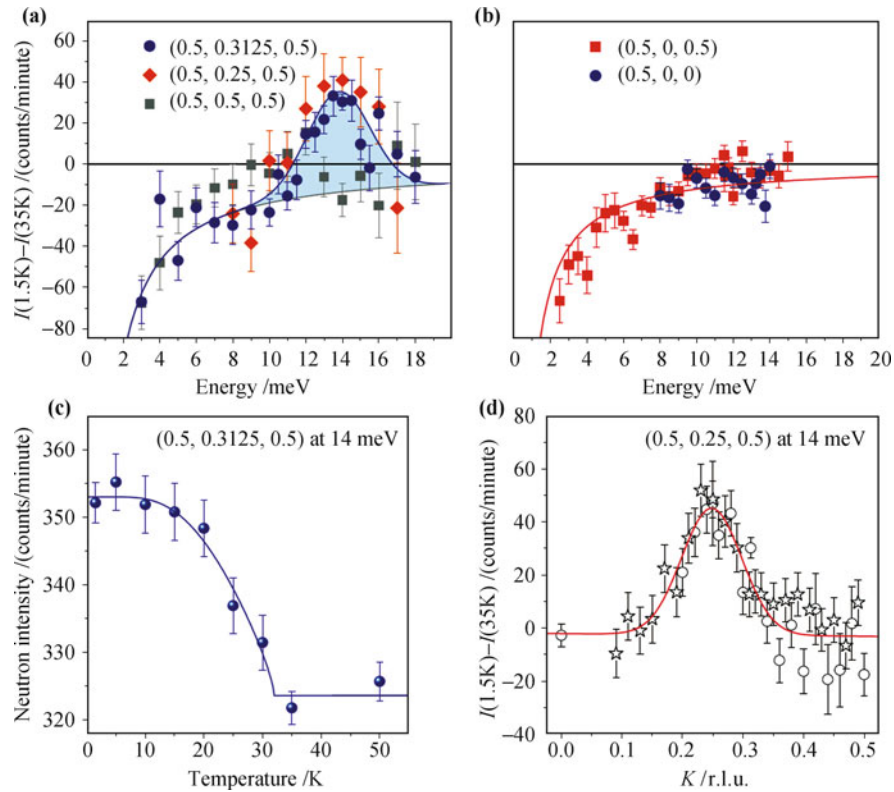 (a)
(0.5, 0.3125, 0.5)
(0.5, 0.25, 0.5)
(0.5, 0.5, 0.5)
I(1.5K)−I(35K) /(counts/minute)
60
40
20
0
−20
−40
−60
−80
0 2 4 6 8 10 12 14 16 18
Energy /meV
(b)
(0.5, 0, 0.5)
(0.5, 0, 0)
0 2 4 6 8 10 12 14 16 18 20
Energy /meV
(c)
(0.5, 0.3125, 0.5) at 14 meV
Neutron intensity /(counts/minute)
360
350
340
330
320
0 10 20 30 40 50
Temperature /K
(d)
(0.5, 0.25, 0.5) at 14 meV
I(1.5K)−I(35K) /(counts/minute)
80
60
40
20
0
−20
−40
0.0 0.1 0.2 0.3 0.4 0.5
K /r.l.u.